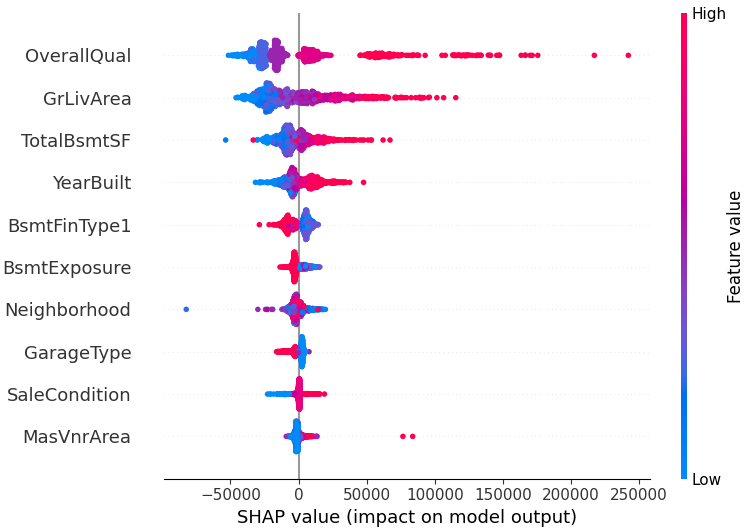 High
OverallQual
GrLivArea
TotalBsmtSF
YearBuilt
BsmtFinType1
BsmtExposure
Neighborhood
GarageType
SaleCondition
MasVnrArea
Feature value
Low
−50000 0 50000 100000 150000 200000 250000
SHAP value (impact on model output)